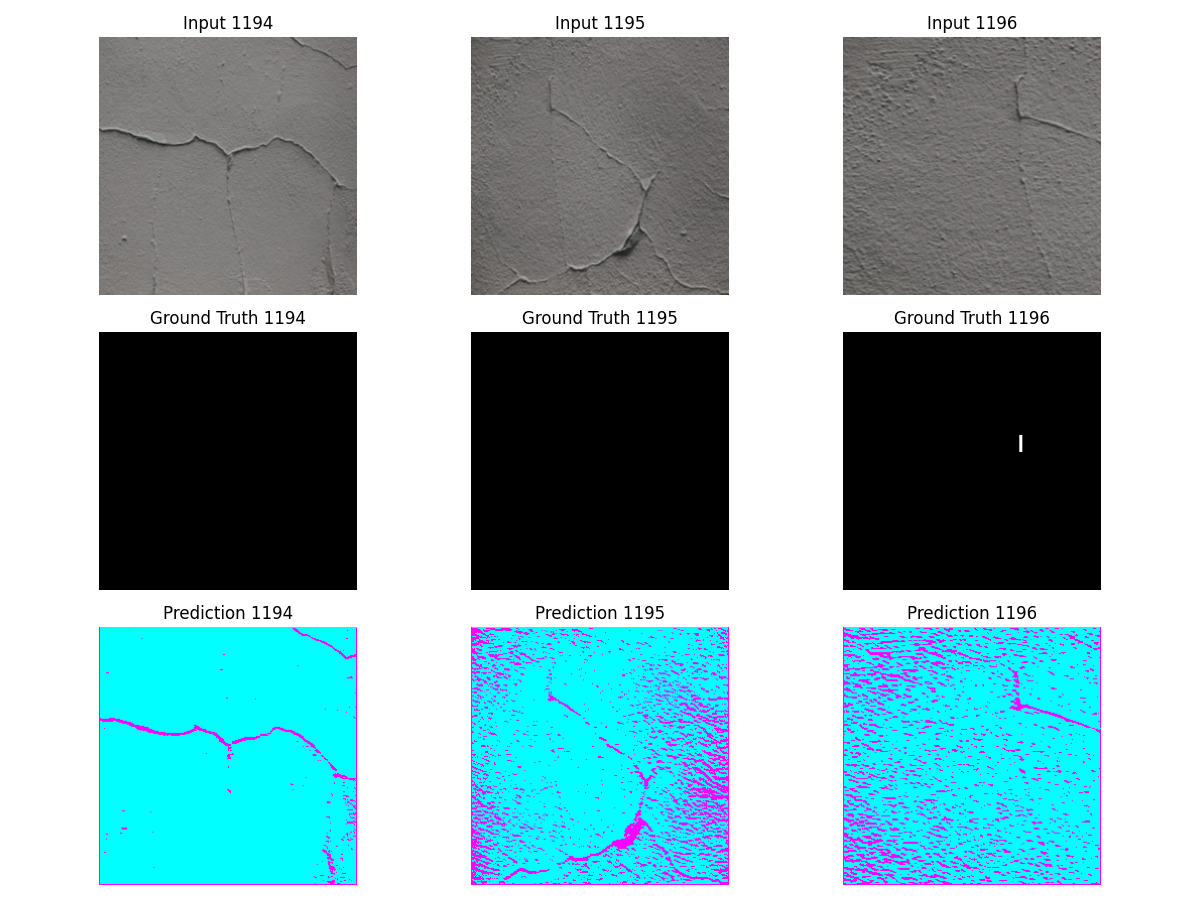 Input 1194
Input 1195
Input 1196
Ground Truth 1194
Ground Truth 1195
Ground Truth 1196
Prediction 1194
Prediction 1195
Prediction 1196